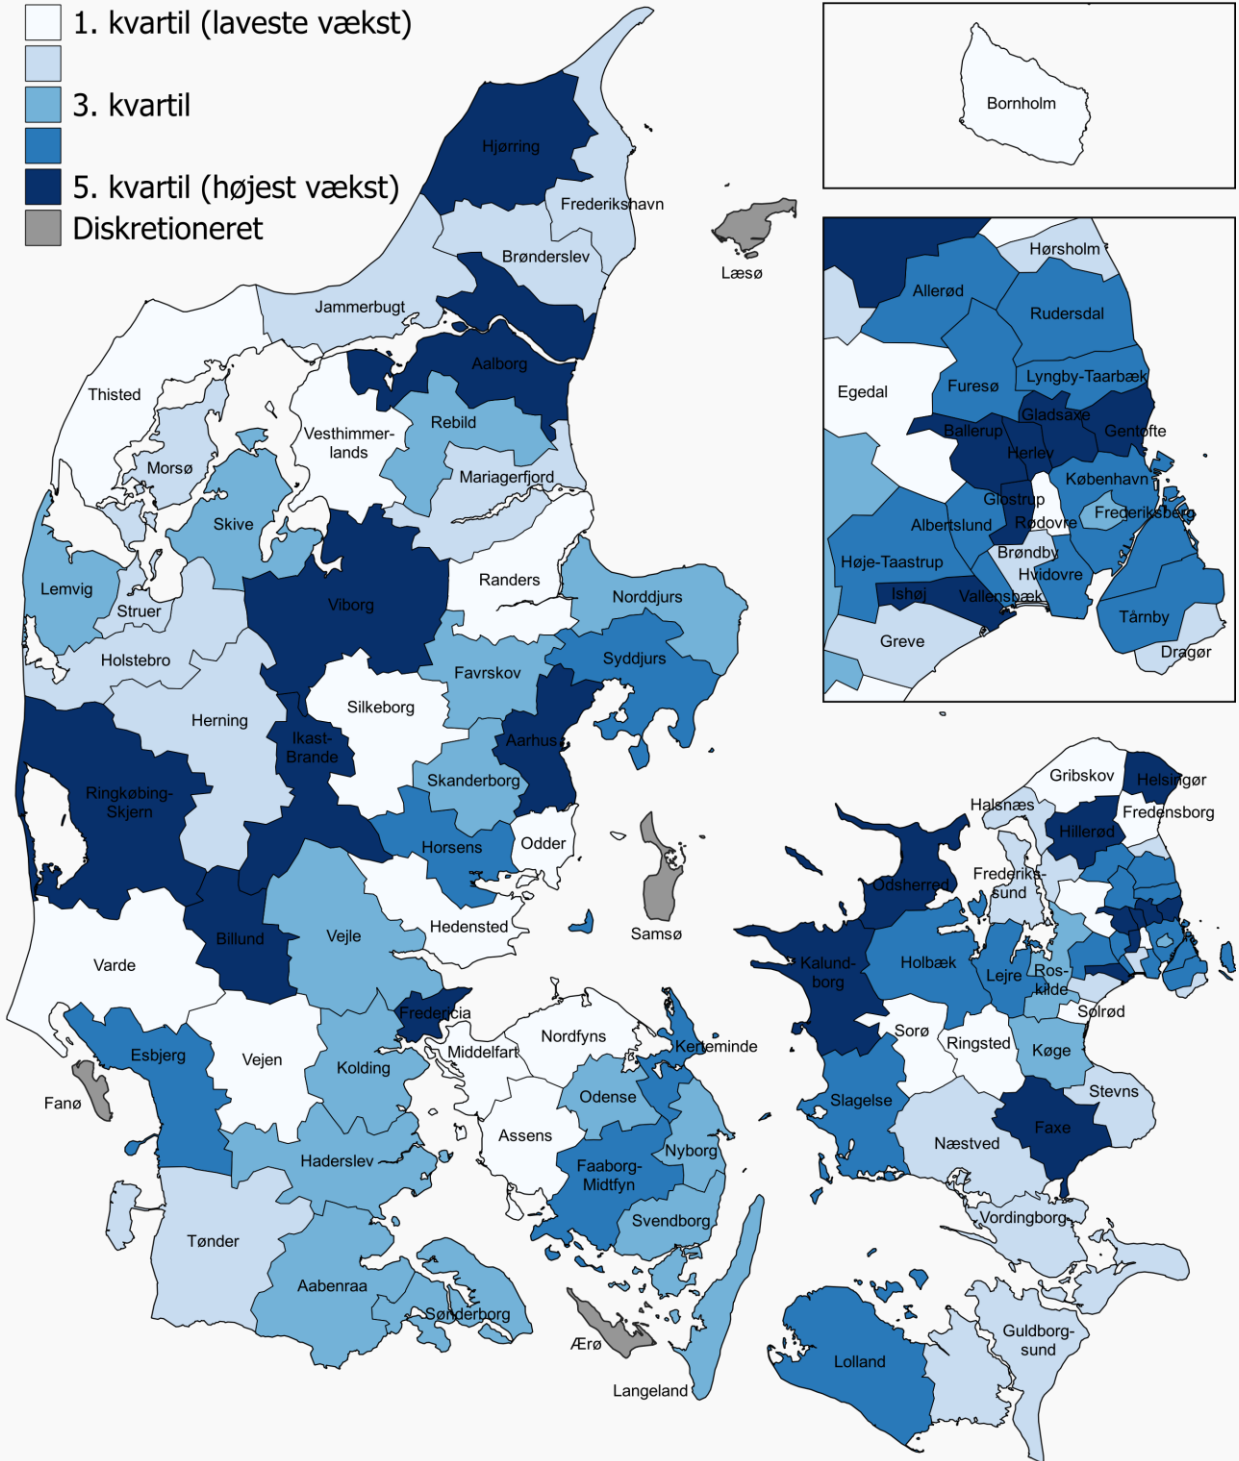 1. kvartil (laveste vækst)
3. kvartil
5. kvartil (højest vækst)
Diskretioneret
Bornholm
Hjørring
Frederikshavn
Brønderslev
Læsø
Jammerbugt
Aalborg
Thisted
Vesthimmer-
lands
Rebild
Morsø
Mariagerfjord
Skive
Lemvig
Struer
Viborg
Randers
Norddjurs
Holstebro
Favrskov
Syddjurs
Herning
Silkeborg
Ikast-
Brande
Aarhus
Skanderborg
Ringkøbing-
Skjern
Horsens
Odder
Hedensted
Samsø
Billund
Vejle
Varde
Fredericia
Esbjerg
Vejen
Kolding
Middelfart
Nordfyns
Kerteminde
Fanø
Odense
Assens
Nyborg
Haderslev
Faaborg-
Midtfyn
Svendborg
Tønder
Aabenraa
Sønderborg
Ærø
Langeland
Hørsholm
Allerød
Rudersdal
Egedal
Furesø
Lyngby-Taarbæk
Gladsaxe
Ballerup
Gentofte
Herlev
København
Glostrup
Frederiksberg
Albertslund
Rødovre
Brøndby
Høje-Taastrup
Hvidovre
Ishøj
Vallensbæk
Tårnby
Greve
Dragør
Gribskov
Helsingør
Halsnæs
Fredensborg
Hillerød
Frederiks-
sund
Odsherred
Kalund-
borg
Holbæk
Lejre
Ros-
kilde
Solrød
Sorø
Ringsted
Køge
Stevns
Slagelse
Faxe
Næstved
Vordingborg
Guldborg-
sund
Lolland